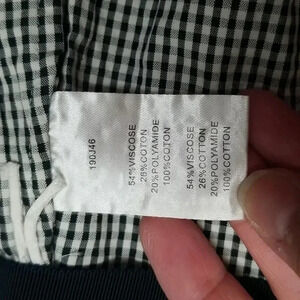 190J46
54%VISCOSE
26%COTON
20%POLYAMIDE
100%COTON
54%VISCOSE
26%COTTON
20%POLYAMIDE
100%COTTON